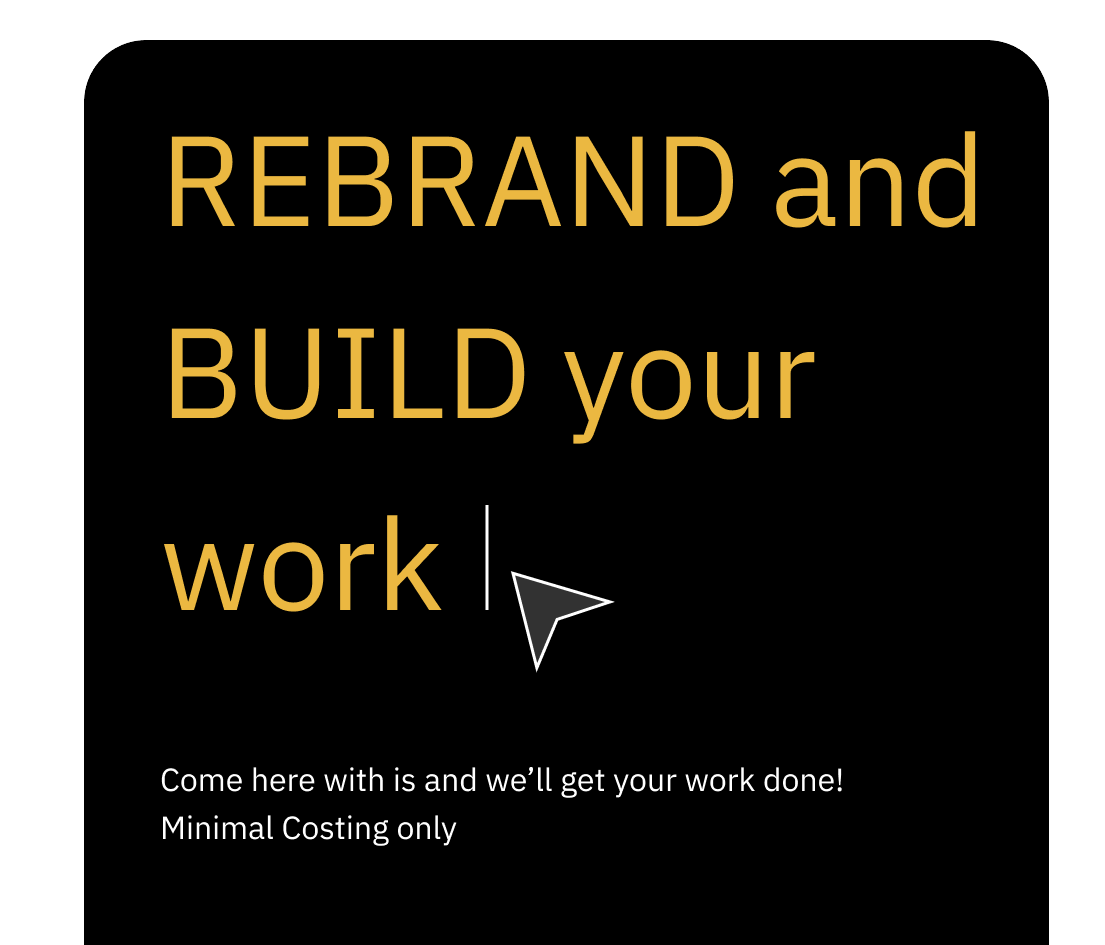 REBRAND and
BUILD your
work
Come here with is and we’ll get your work done!
Minimal Costing only